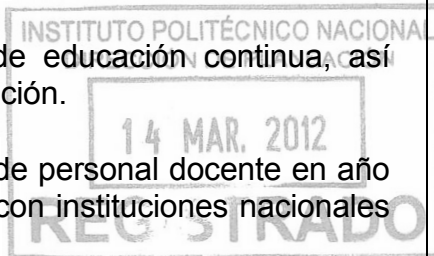 INSTITUTO POLITÉCNICO NACIONAL
de educación continua, así
ción.
14 MAR. 2012
de personal docente en año
con instituciones nacionales
REGISTRADO